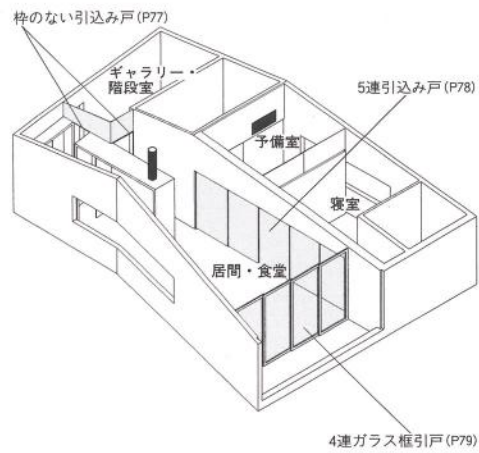 枠のない引込み戸(P77)
ギャラリー・
階段室
5連引込み戸(P78)
予備室
寝室
居間・食堂
4連ガラス框引戸(P79)